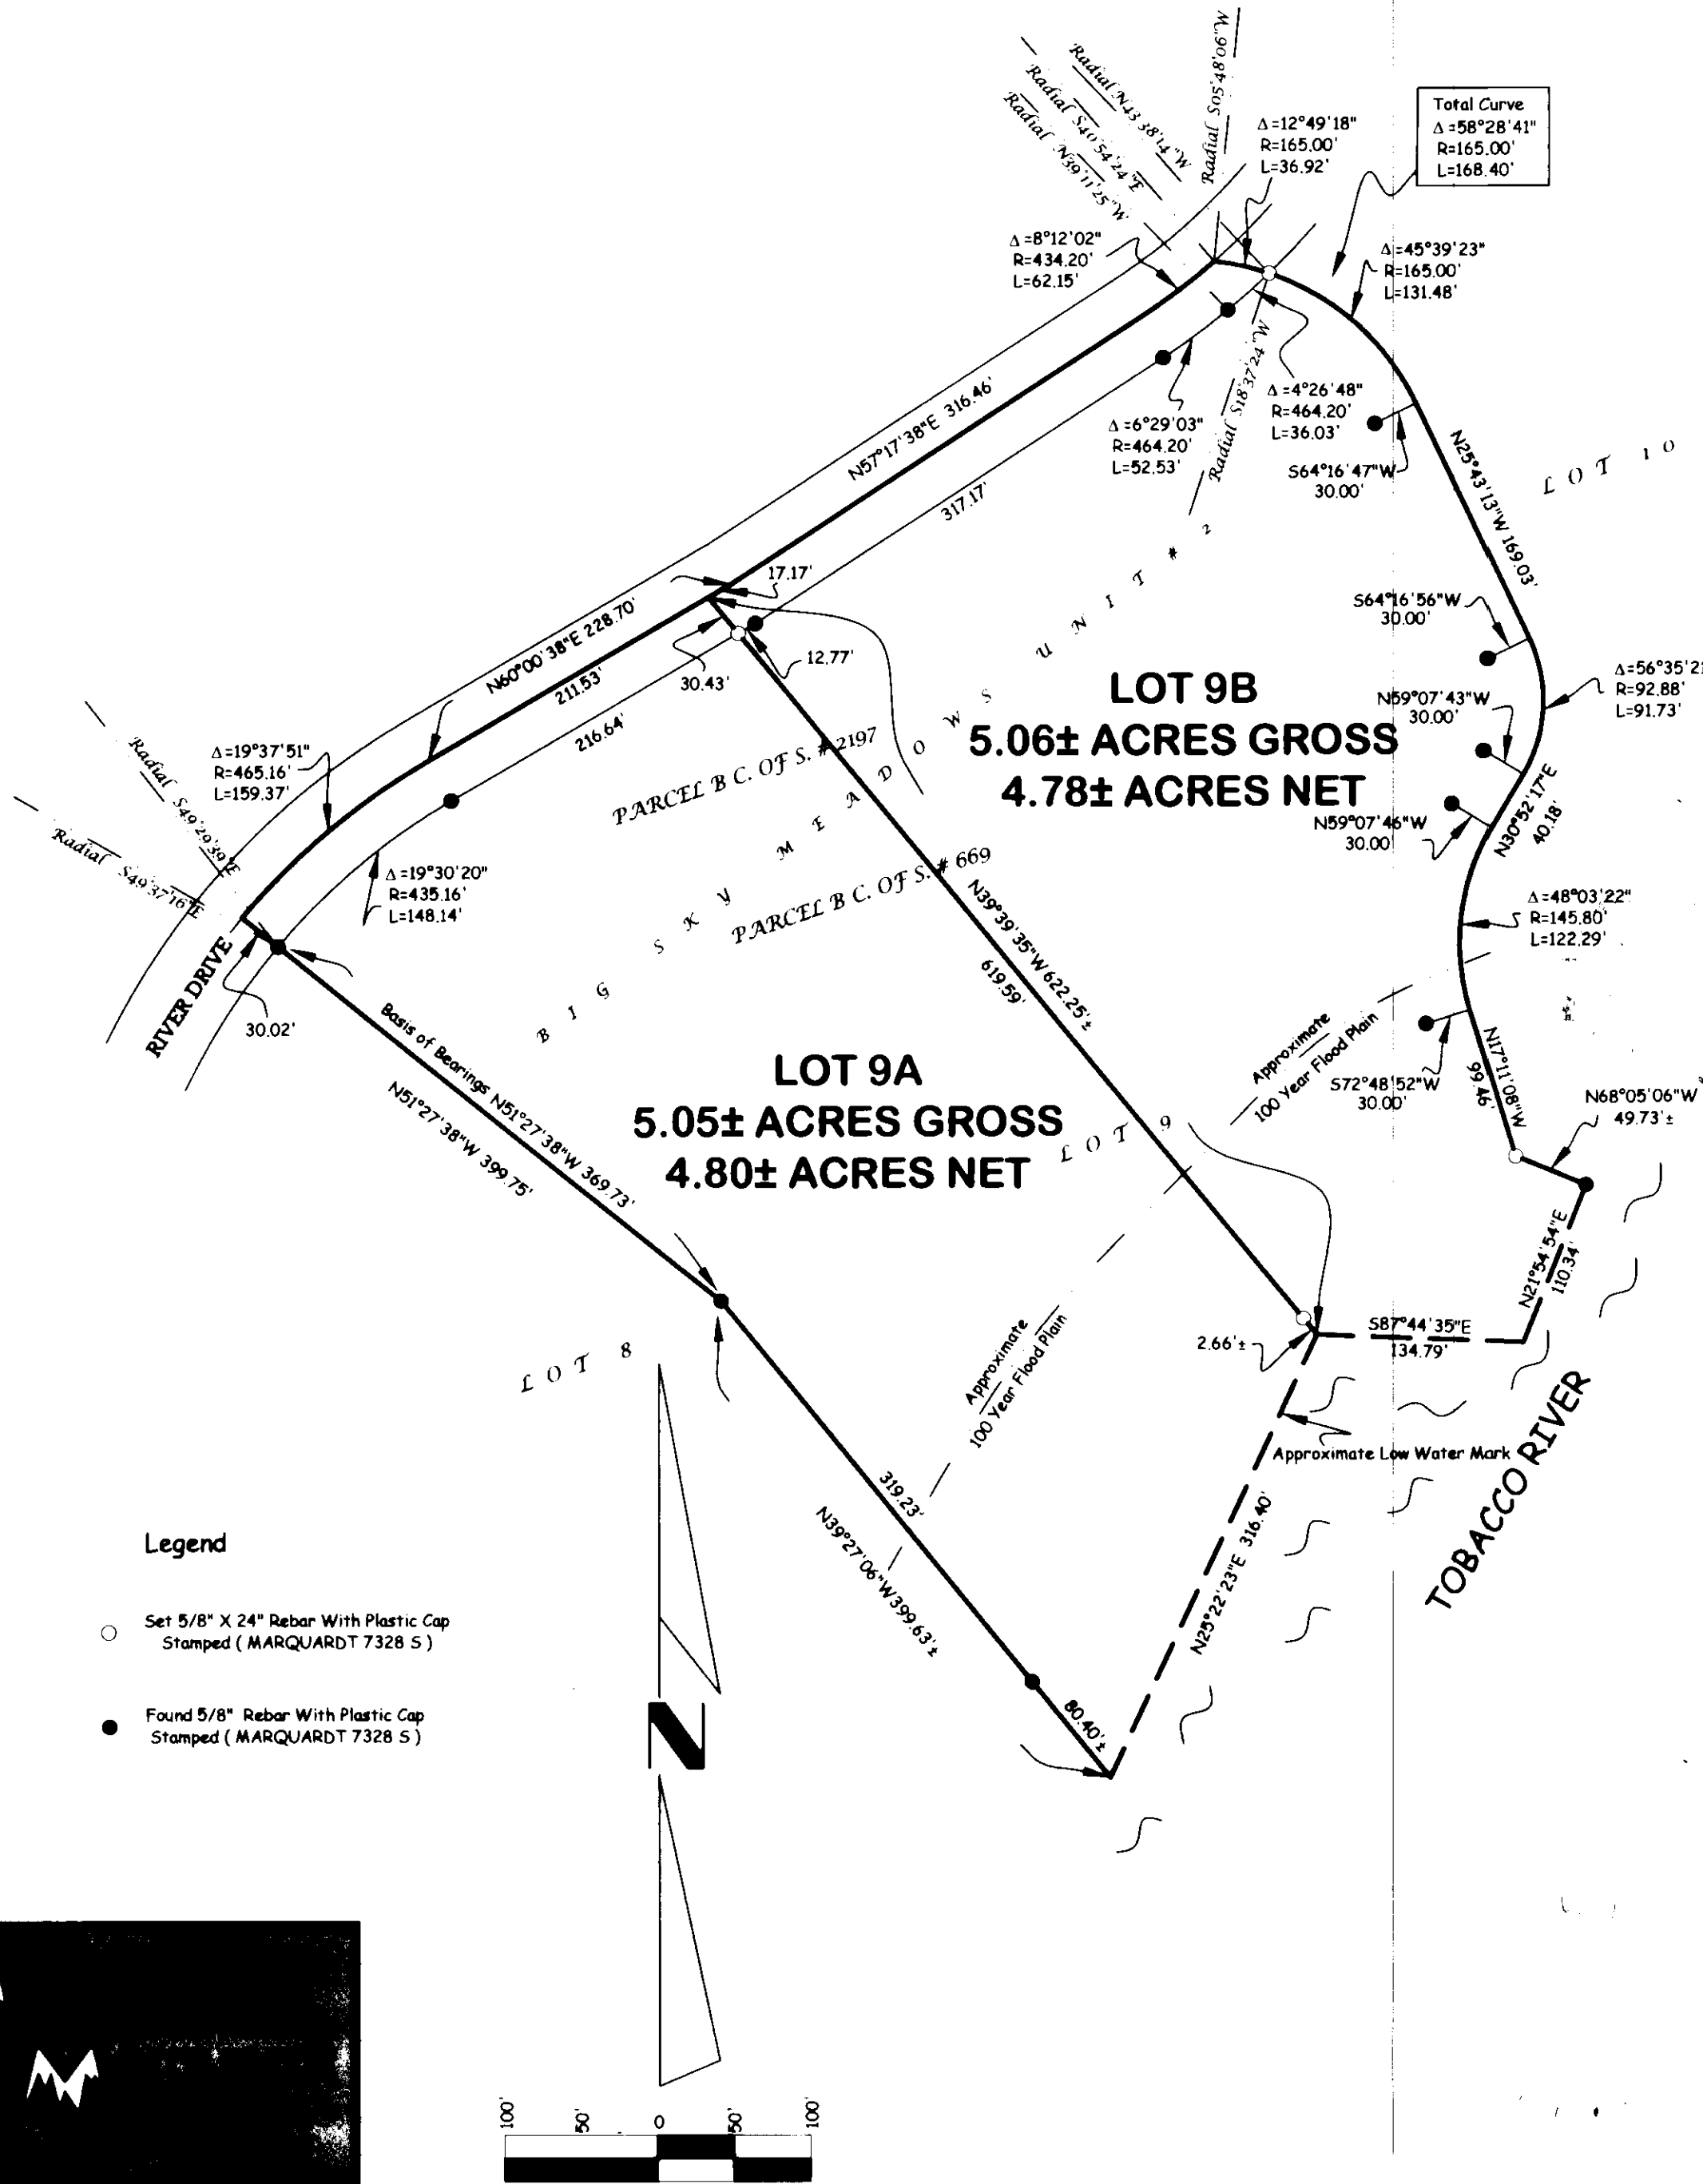 Radial S05°48'06"W
Radial N43°38'14"W
Radial S40°54'24"E
Radial N39°11'25"W
Δ=12°49'18"
R=165.00'
L=36.92'
Total Curve
Δ=58°28'41"
R=165.00'
L=168.40'
Δ=8°12'02"
R=434.20'
L=62.15'
Δ=45°39'23"
R=165.00'
L=131.48'
Δ=4°26'48"
R=464.20'
L=36.03'
Δ=6°29'03"
R=464.20'
L=52.53'
Radial S18°37'24"W
N57°17'38"E 316.46'
317.17'
S64°16'47"W
30.00'
N25°43'13"W 169.03'
LOT 10
17.17'
12.77'
30.43'
N60°00'38"E 228.70'
211.53'
216.64'
S64°16'56"W
30.00'
Δ=56°35'21
R=92.88'
L=91.73'
N59°07'43"W
30.00'
LOT 9B
5.06± ACRES GROSS
4.78± ACRES NET
N59°07'46"W
30.00'
N30°52'17"E
40.18'
Δ=19°37'51"
R=465.16'
L=159.37'
Radial S49°29'39"E
Radial S49°37'16"E
Δ=19°30'20"
R=435.16'
L=148.14'
PARCEL B C. OF S. # 2197
PARCEL B C. OF S. # 669
BIG SKY MEADOWS UNIT # 2
N39°39'35"W 622.25'±
619.59'
Δ=48°03'22"
R=145.80'
L=122.29'
RIVER DRIVE
30.02'
Basis of Bearings N51°27'38"W 369.73'
N51°27'38"W 399.75'
LOT 9A
5.05± ACRES GROSS
4.80± ACRES NET
LOT 9
Approximate
100 Year Flood Plain
S72°48'52"W
30.00'
N17°11'08"W
99.46'
N68°05'06"W
49.73'±
N21°54'54"E
110.34'
S87°44'35"E
134.79'
2.66'±
LOT 8
Approximate
100 Year Flood Plain
Approximate Low Water Mark
TOBACCO RIVER
319.23'
N39°27'06"W 399.63'±
N25°22'23"E 316.40'
80.40'±
Legend
Set 5/8" X 24" Rebar With Plastic Cap
Stamped ( MARQUARDT 7328 S )
Found 5/8" Rebar With Plastic Cap
Stamped ( MARQUARDT 7328 S )
N
100' 50' 0 50' 100'